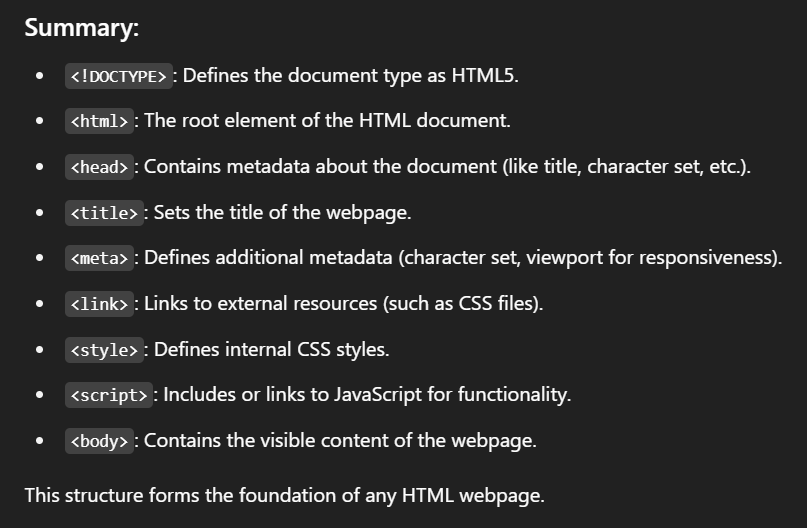 Summary:
• <!DOCTYPE>: Defines the document type as HTML5.
• <html>: The root element of the HTML document.
• <head>: Contains metadata about the document (like title, character set, etc.).
• <title>: Sets the title of the webpage.
• <meta>: Defines additional metadata (character set, viewport for responsiveness).
• <link>: Links to external resources (such as CSS files).
• <style>: Defines internal CSS styles.
• <script>: Includes or links to JavaScript for functionality.
• <body>: Contains the visible content of the webpage.
This structure forms the foundation of any HTML webpage.